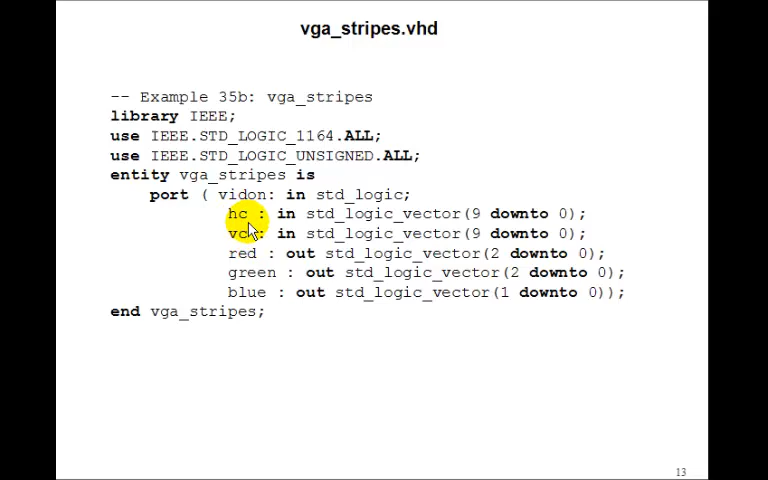 vga_stripes.vhd
-- Example 35b: vga_stripes
library IEEE;
use IEEE.STD_LOGIC_1164.ALL;
use IEEE.STD_LOGIC_UNSIGNED.ALL;
entity vga_stripes is
port ( vidon: in std_logic;
hc : in std_logic_vector(9 downto 0);
vc : in std_logic_vector(9 downto 0);
red : out std_logic_vector(2 downto 0);
green : out std_logic_vector(2 downto 0);
blue : out std_logic_vector(1 downto 0));
end vga_stripes;
13